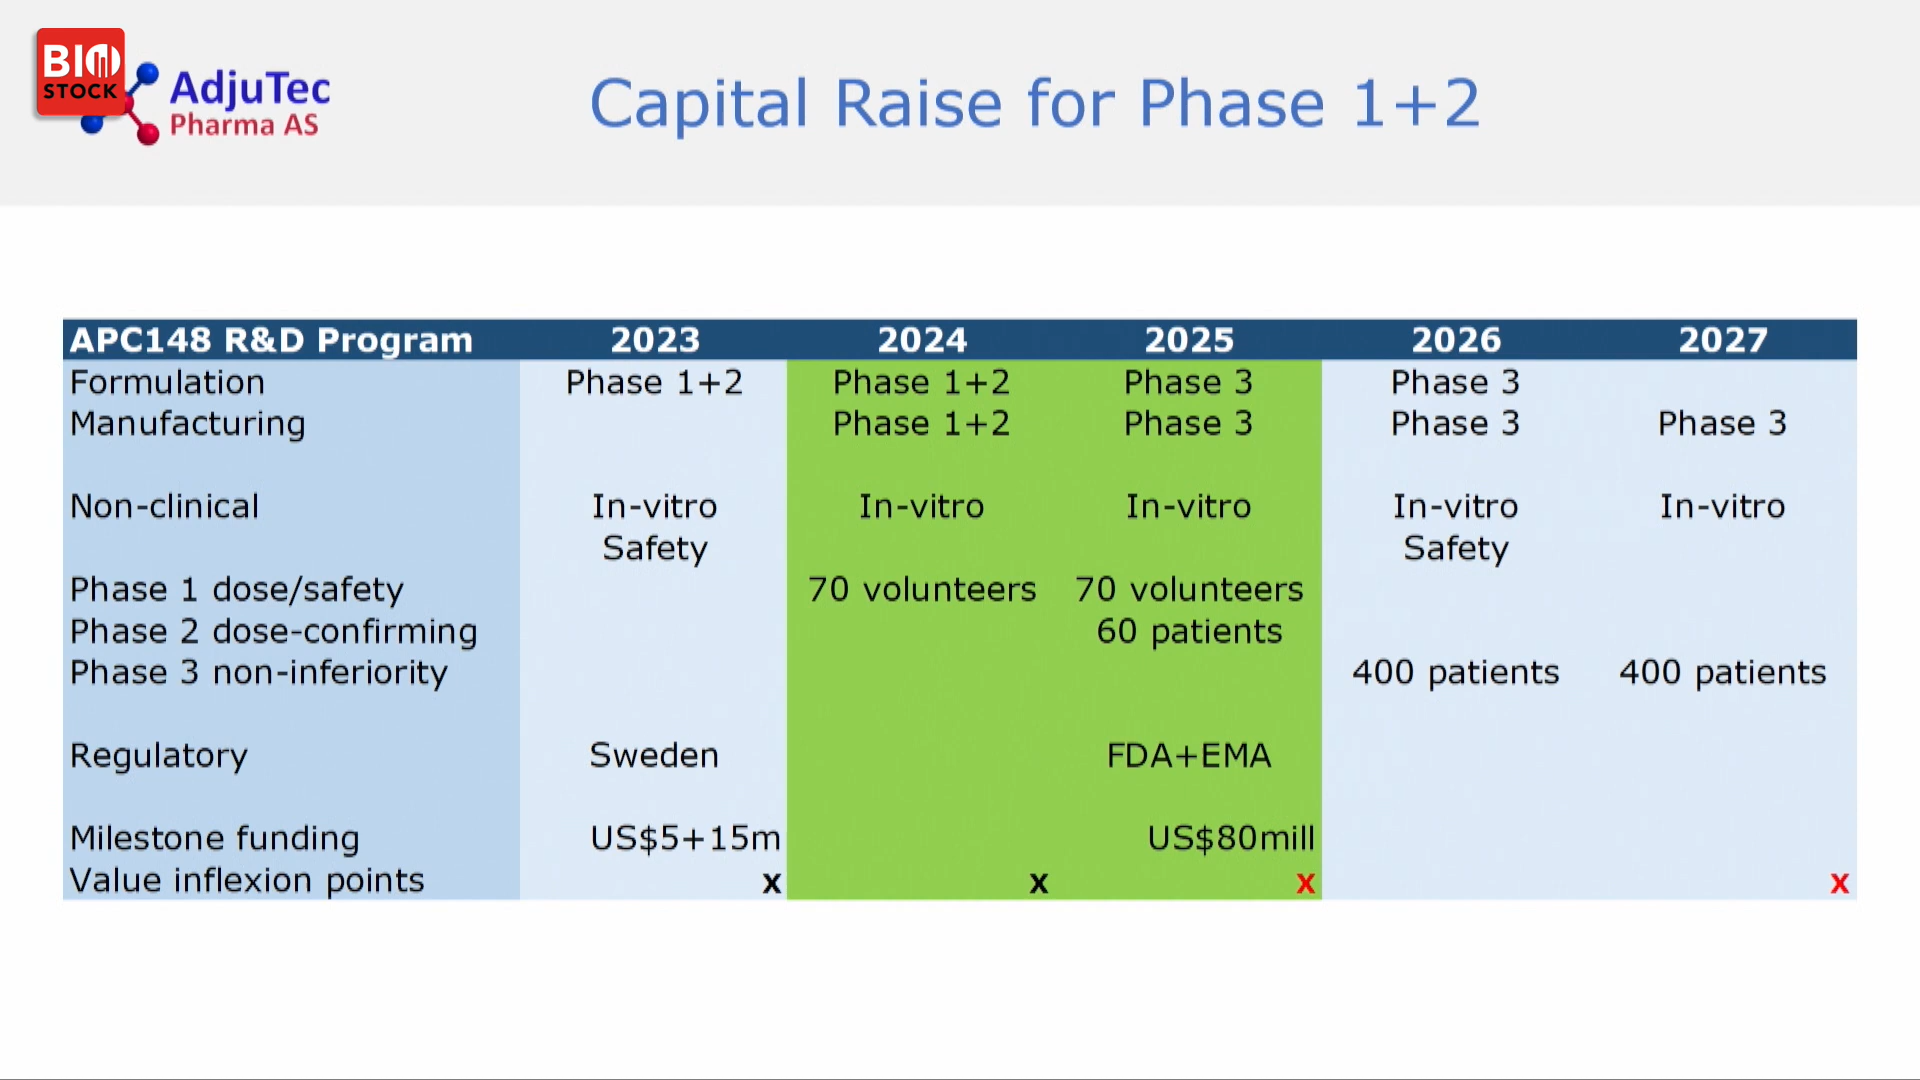 BIO
STOCK
AdjuTec
Pharma AS
Capital Raise for Phase 1+2
APC148 R&D Program 2023 2024 2025 2026 2027
Formulation Phase 1+2 Phase 1+2 Phase 3 Phase 3
Manufacturing Phase 1+2 Phase 3 Phase 3 Phase 3
Non-clinical In-vitro In-vitro In-vitro In-vitro In-vitro
Safety Safety
Phase 1 dose/safety 70 volunteers 70 volunteers
Phase 2 dose-confirming 60 patients
Phase 3 non-inferiority 400 patients 400 patients
Regulatory Sweden FDA+EMA
Milestone funding US$5+15m US$80mill
Value inflexion points x x x x